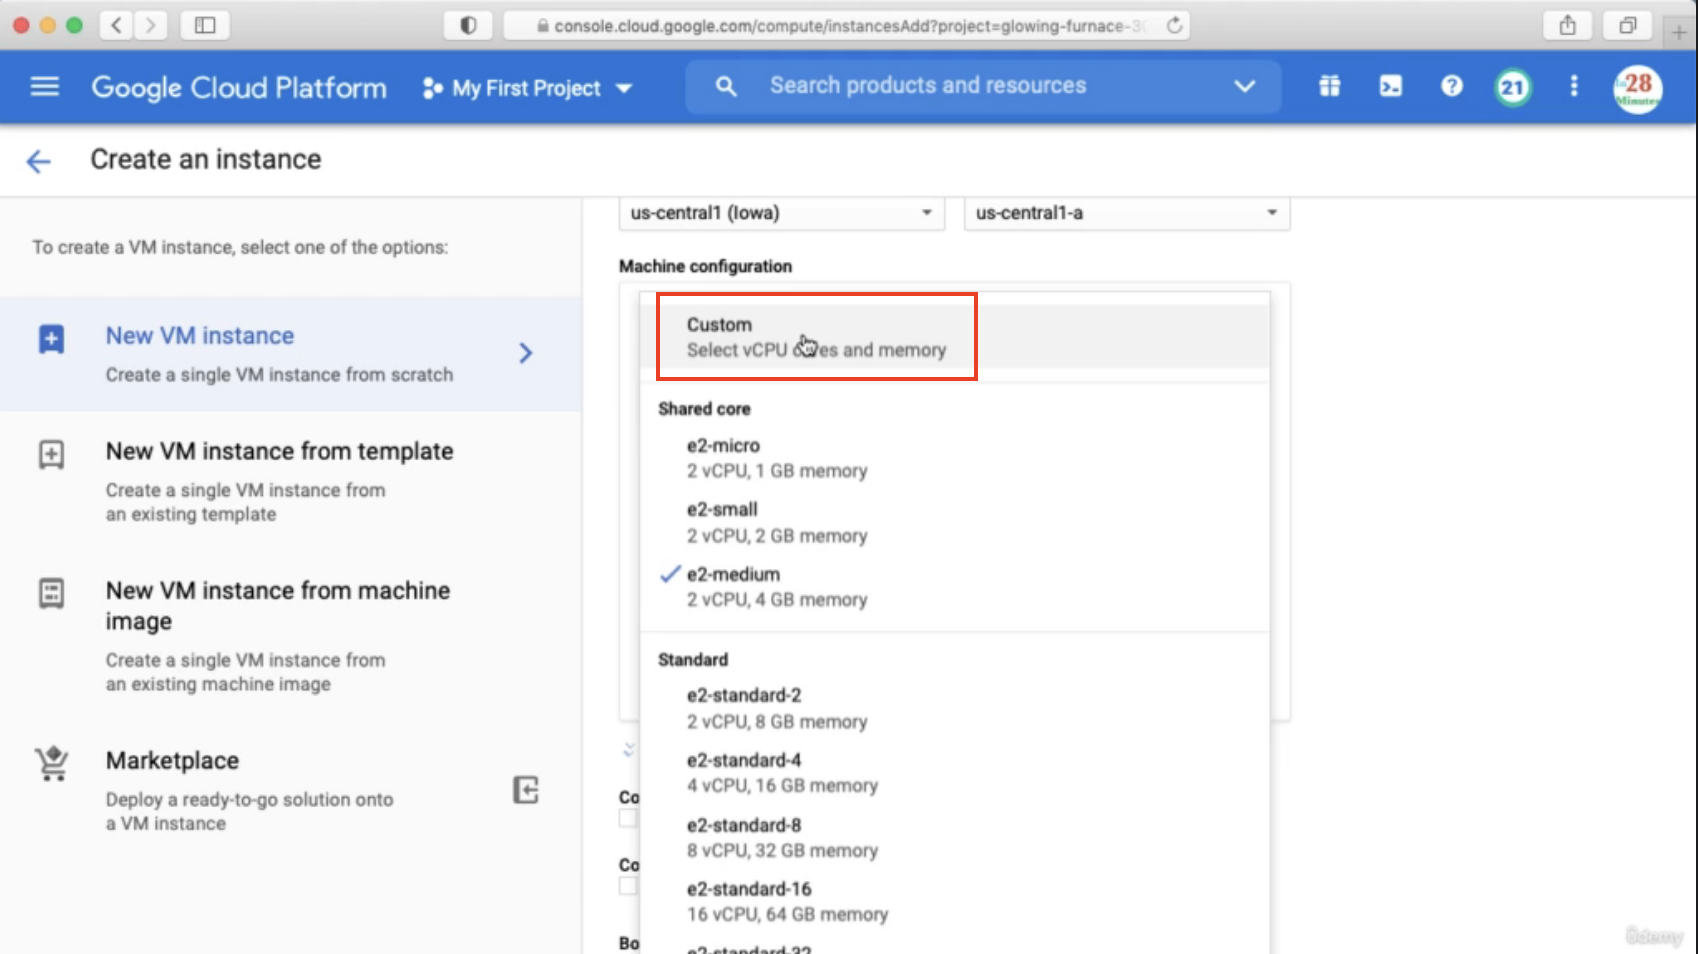 console.cloud.google.com/compute/instancesAdd?project=glowing-furnace-3
Google Cloud Platform
My First Project
Search products and resources
21
in
28
Minutes
Create an instance
To create a VM instance, select one of the options:
New VM instance
Create a single VM instance from scratch
New VM instance from template
Create a single VM instance from
an existing template
New VM instance from machine
image
Create a single VM instance from
an existing machine image
Marketplace
Deploy a ready-to-go solution onto
a VM instance
us-central1 (Iowa)
us-central1-a
Machine configuration
Custom
Select vCPU cores and memory
Shared core
e2-micro
2 vCPU, 1 GB memory
e2-small
2 vCPU, 2 GB memory
e2-medium
2 vCPU, 4 GB memory
Standard
e2-standard-2
2 vCPU, 8 GB memory
e2-standard-4
4 vCPU, 16 GB memory
e2-standard-8
8 vCPU, 32 GB memory
e2-standard-16
16 vCPU, 64 GB memory
e2-standard-32
Co
Co
Bo
Udemy